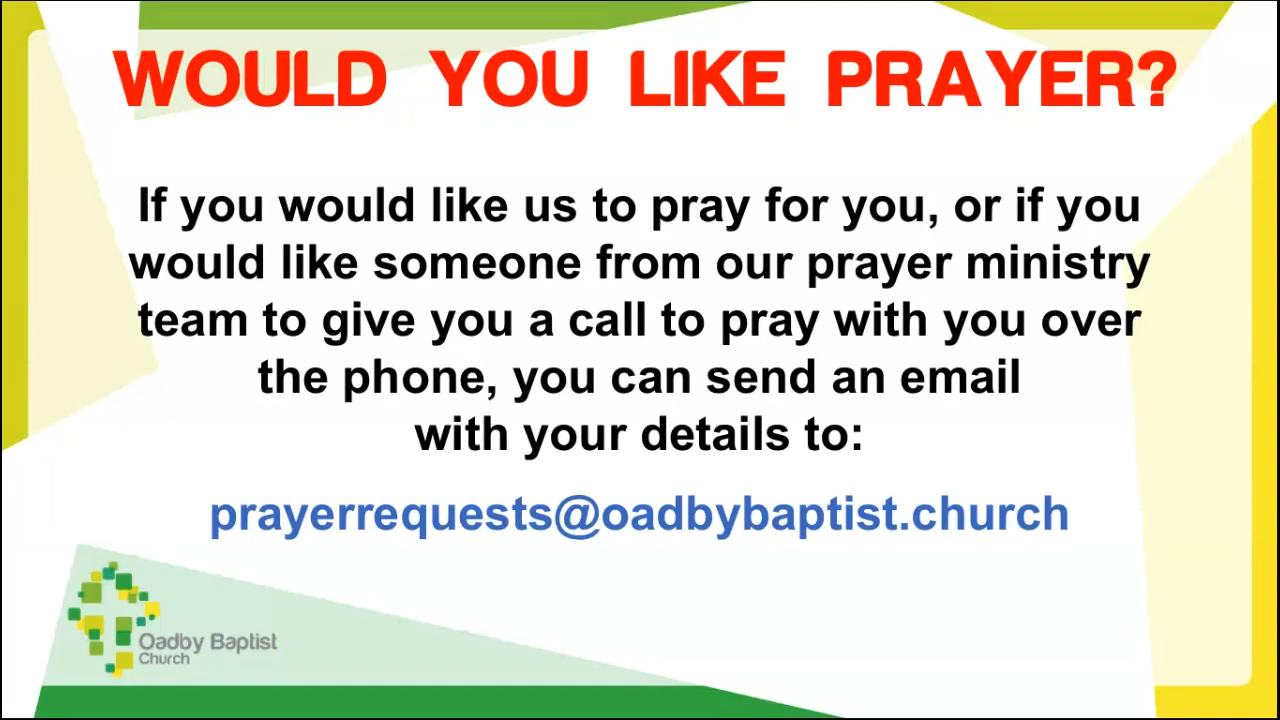 WOULD YOU LIKE PRAYER?
If you would like us to pray for you, or if you
would like someone from our prayer ministry
team to give you a call to pray with you over
the phone, you can send an email
with your details to:
prayerrequests@oadbybaptist.church
Oadby Baptist
Church